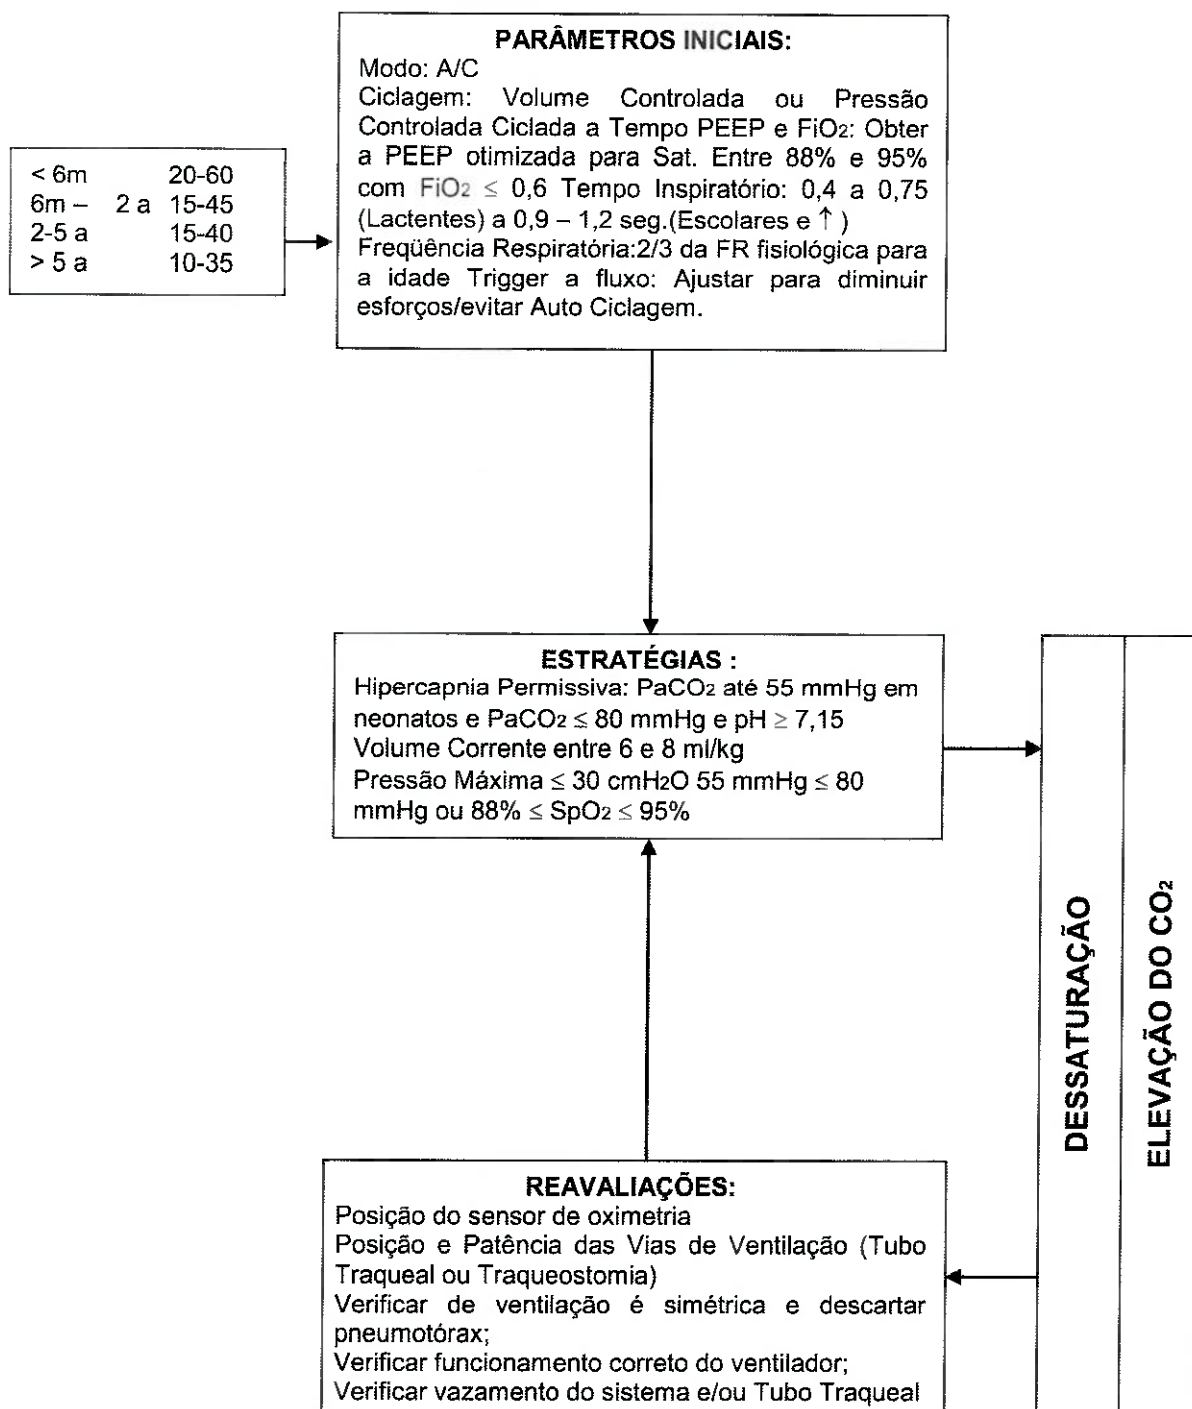 PARÂMETROS INICIAIS:
Modo: A/C
Ciclagem: Volume Controlada ou Pressão
Controlada Ciclada a Tempo PEEP e FiO2: Obter
a PEEP otimizada para Sat. Entre 88% e 95%
com FiO2 ≤ 0,6 Tempo Inspiratório: 0,4 a 0,75
(Lactentes) a 0,9 – 1,2 seg.(Escolares e ↑ )
Freqüência Respiratória:2/3 da FR fisiológica para
a idade Trigger a fluxo: Ajustar para diminuir
esforços/evitar Auto Ciclagem.
< 6m 20-60
6m – 2 a 15-45
2-5 a 15-40
> 5 a 10-35
ESTRATÉGIAS :
Hipercapnia Permissiva: PaCO2 até 55 mmHg em
neonatos e PaCO2 ≤ 80 mmHg e pH ≥ 7,15
Volume Corrente entre 6 e 8 ml/kg
Pressão Máxima ≤ 30 cmH2O 55 mmHg ≤ 80
mmHg ou 88% ≤ SpO2 ≤ 95%
DESSATURAÇÃO
ELEVAÇÃO DO CO2
REAVALIAÇÕES:
Posição do sensor de oximetria
Posição e Patência das Vias de Ventilação (Tubo
Traqueal ou Traqueostomia)
Verificar de ventilação é simétrica e descartar
pneumotórax;
Verificar funcionamento correto do ventilador;
Verificar vazamento do sistema e/ou Tubo Traqueal